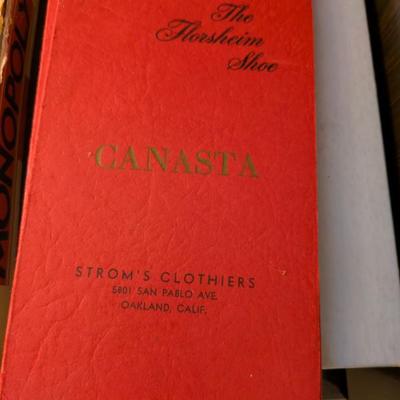 The
Florsheim
Shoe
CANASTA
STROM'S CLOTHIERS
5801 SAN PABLO AVE.
OAKLAND, CALIF.
MONOPOLY